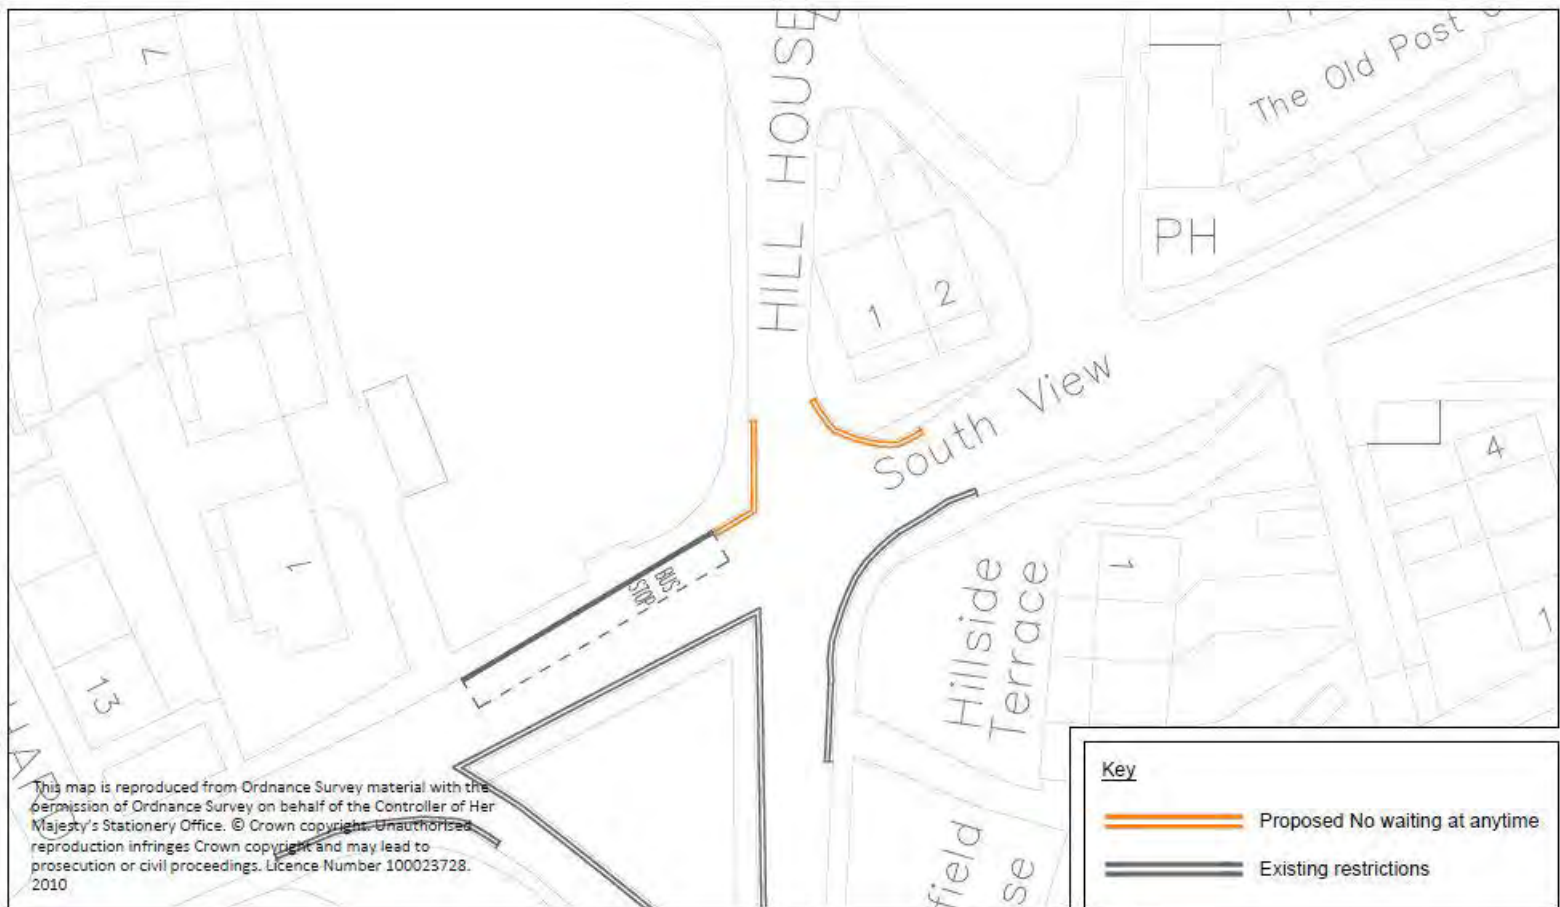 HILL HOUSE
The Old Post
PH
7
1
2
South View
4
1
1
BUS
STOP
1
Hillside
Terrace
13
HARD
This map is reproduced from Ordnance Survey material with the
permission of Ordnance Survey on behalf of the Controller of Her
Majesty's Stationery Office. © Crown copyright. Unauthorised
reproduction infringes Crown copyright and may lead to
prosecution or civil proceedings. Licence Number 100023728.
2010
field
se
Key
Proposed No waiting at anytime
Existing restrictions